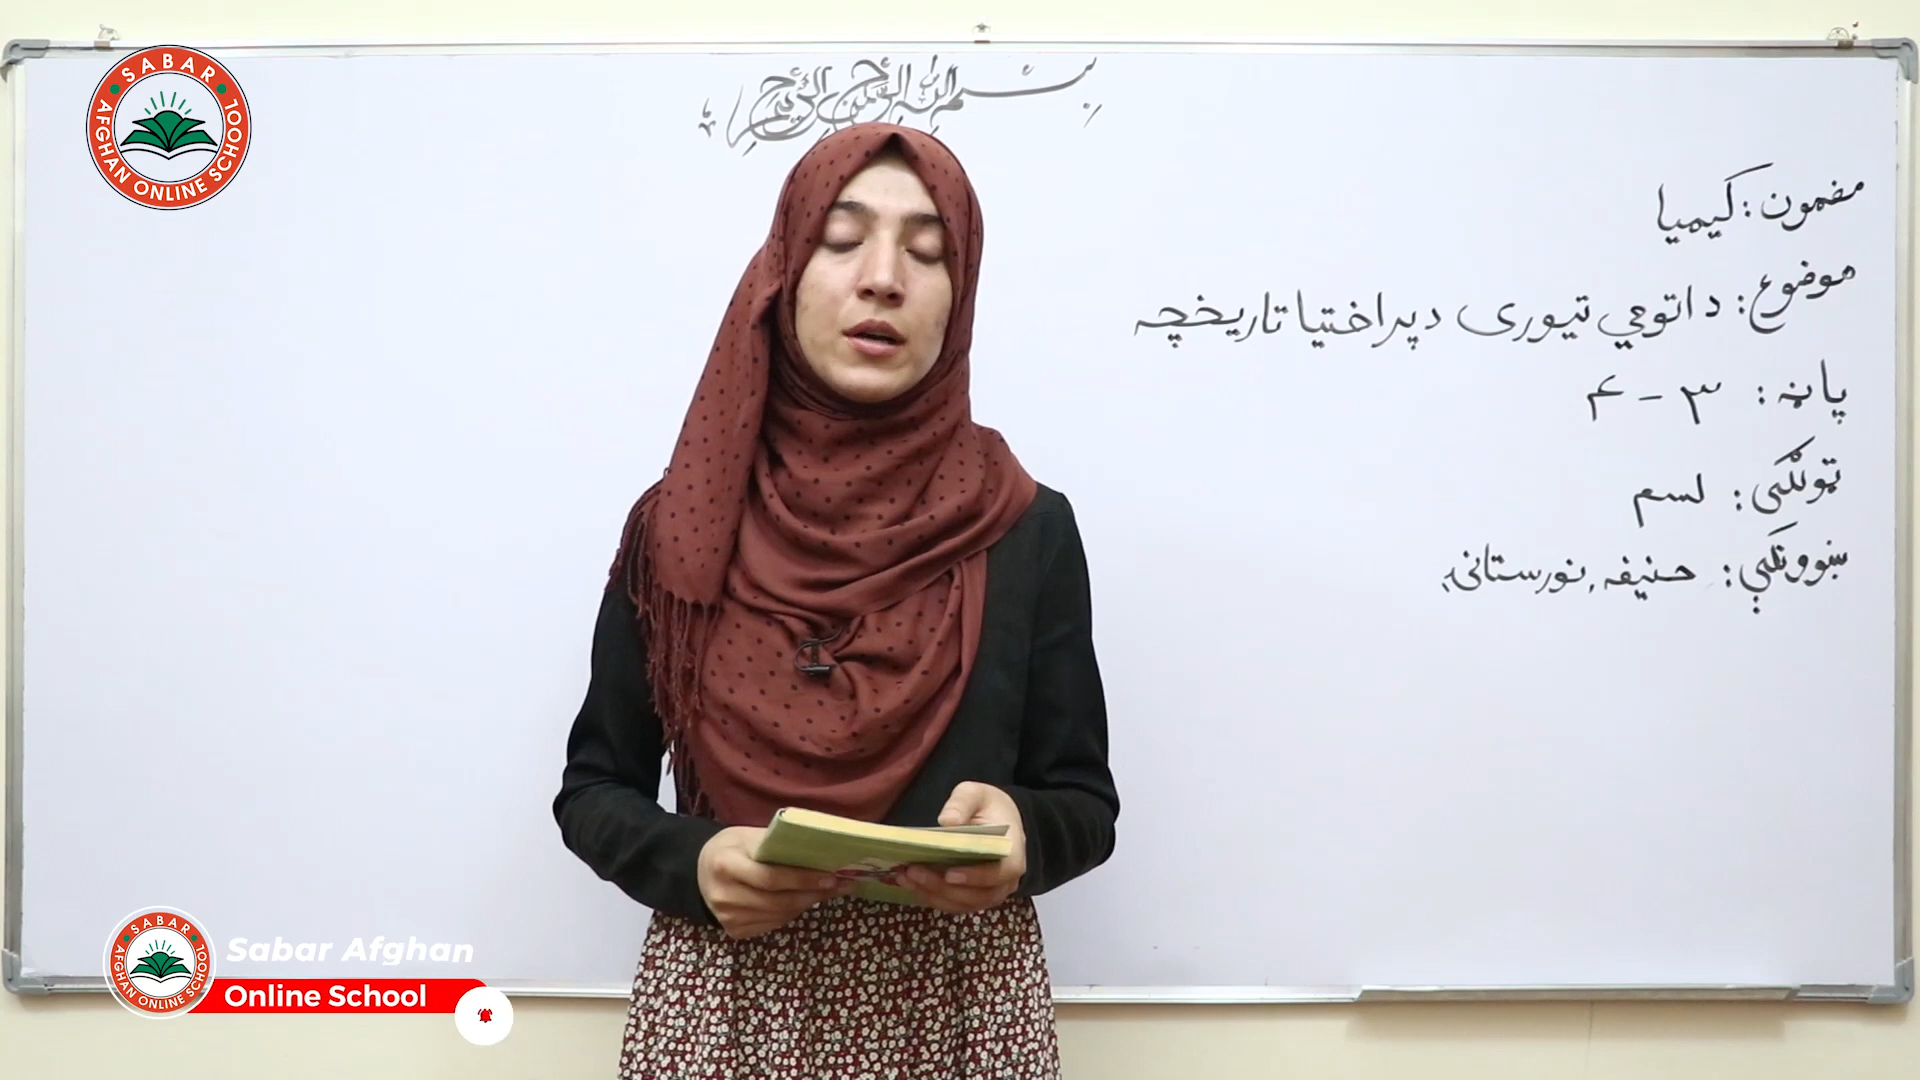 بسم الله الرحمن الرحیم
مضمون: کیمیا
موضوع: د اتومي تیوری د پراختیا تاریخچه
پاڼه: ۳ - ۴
ټولګی: لسم
ښوونکې: حنیفه "نورستانۍ"
SABAR
AFGHAN ONLINE SCHOOL
SABAR
AFGHAN ONLINE SCHOOL
Sabar Afghan
Online School